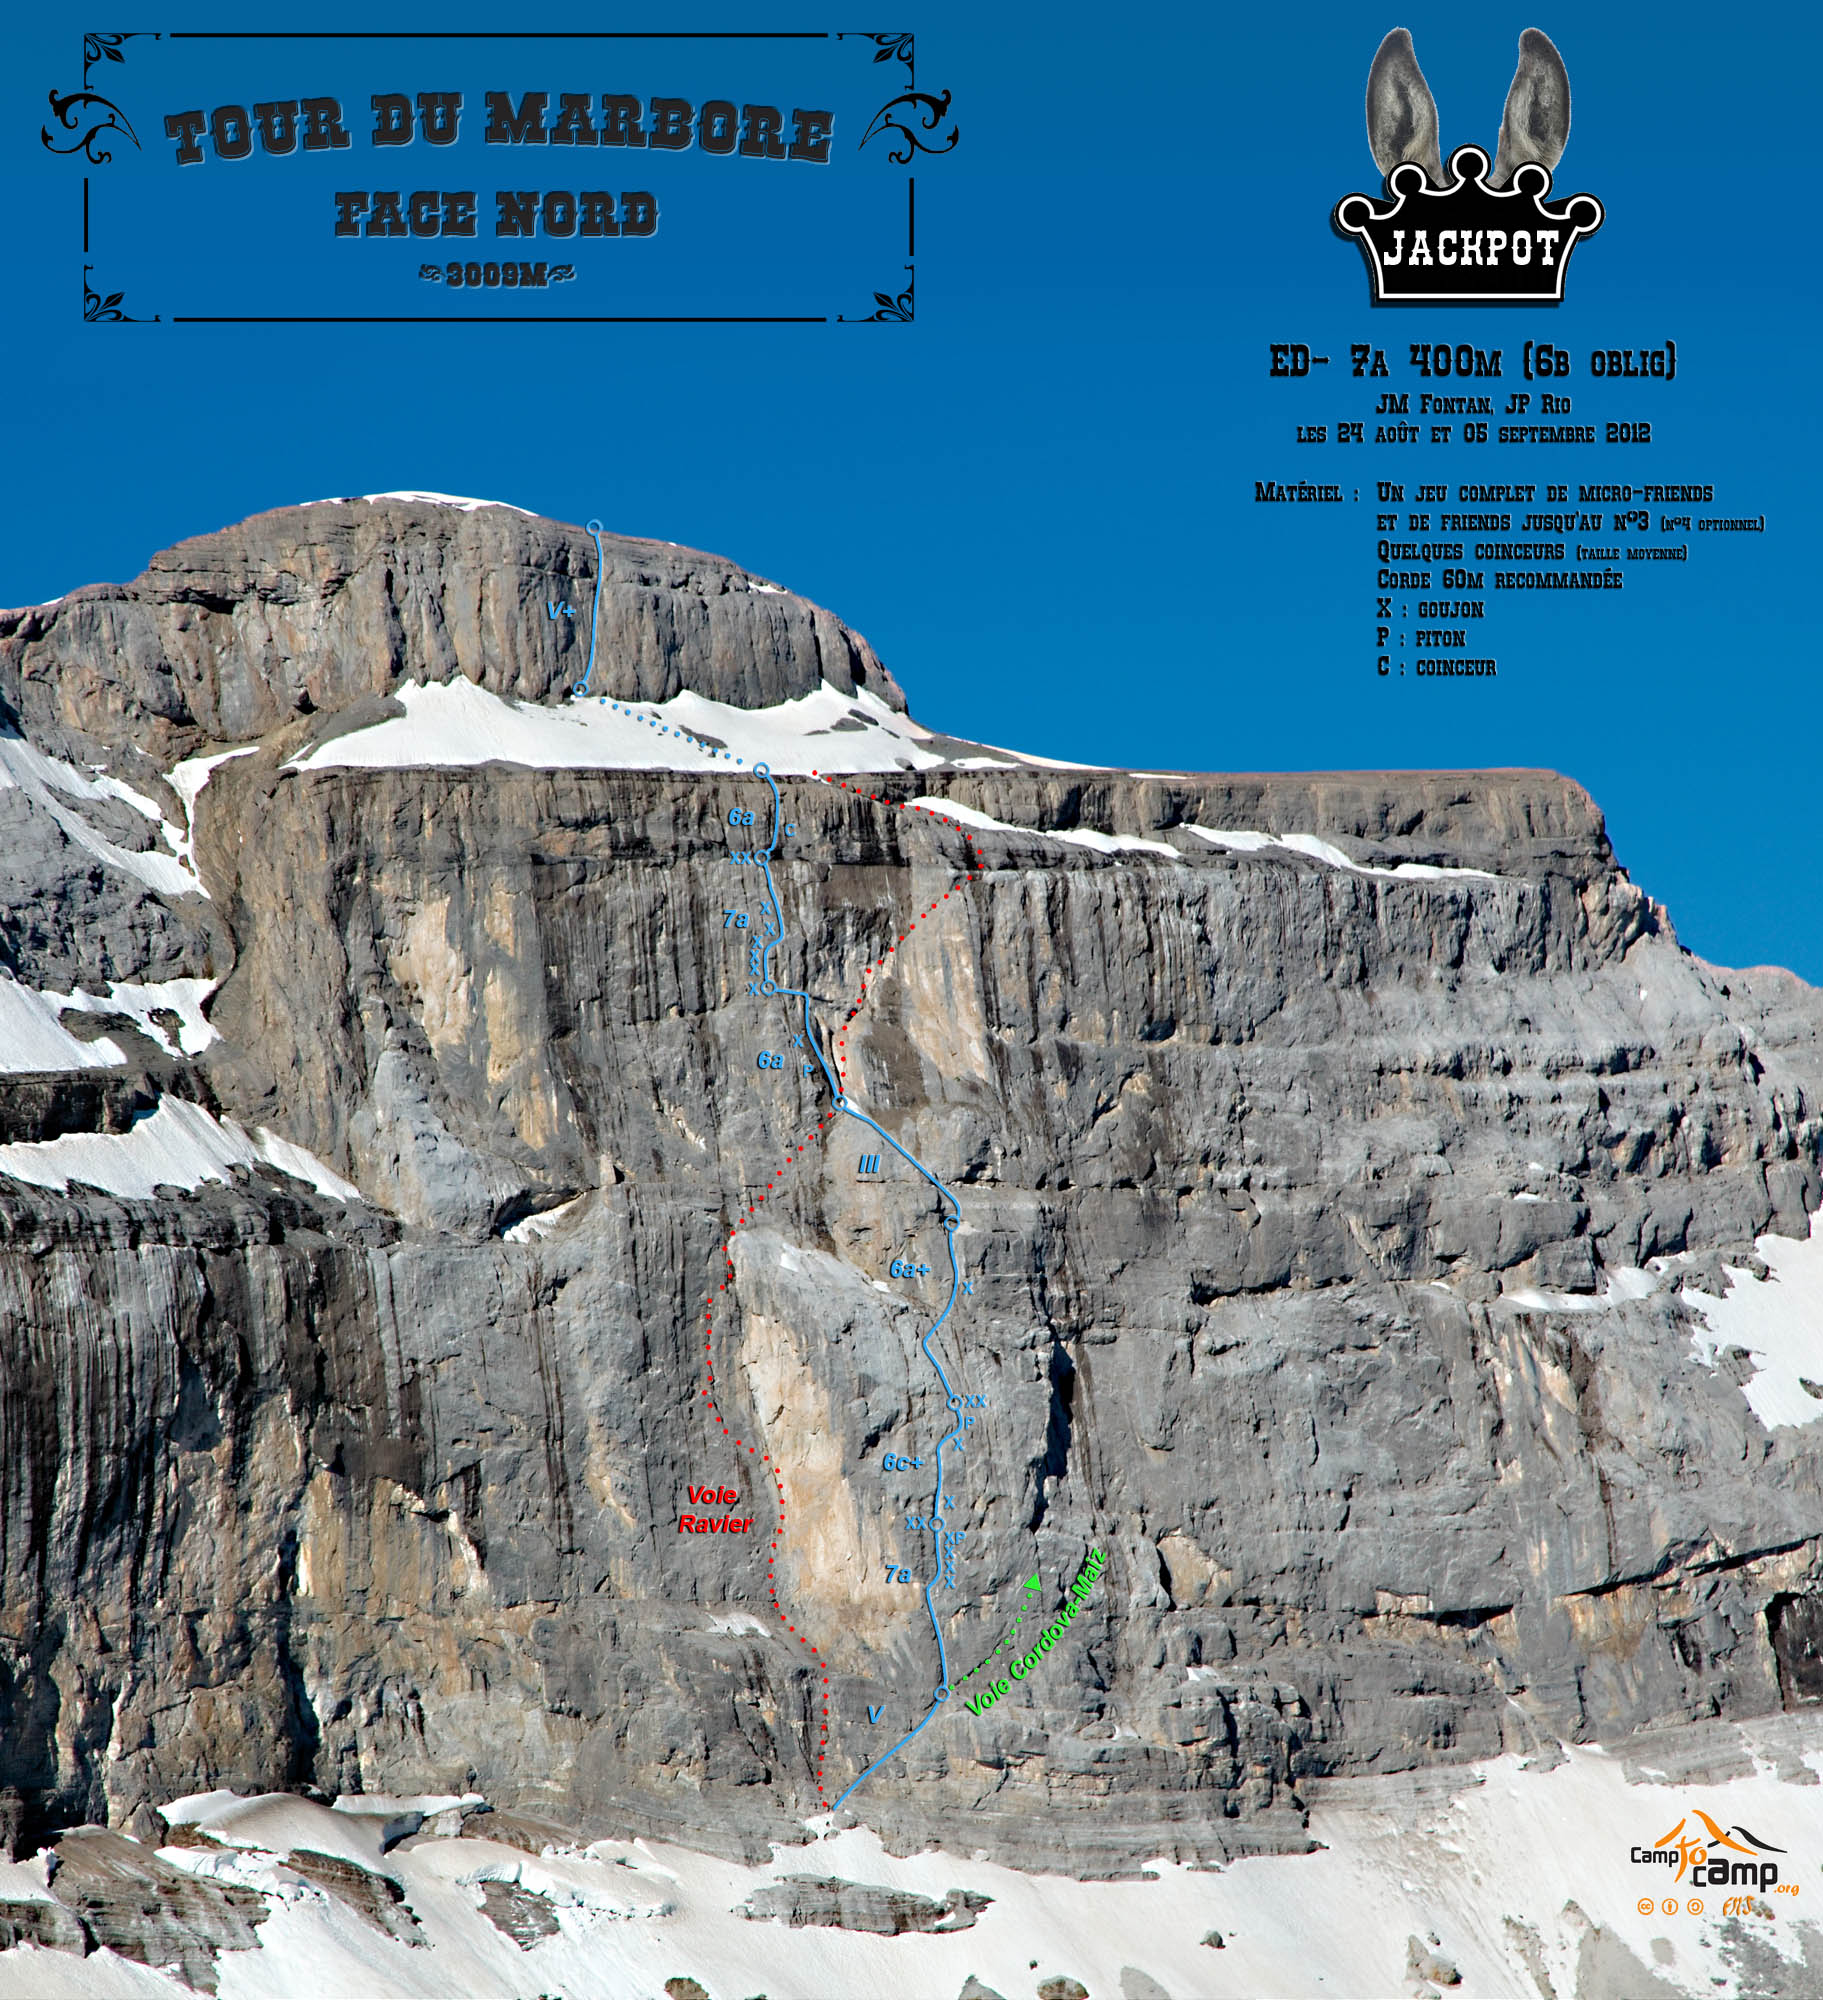 TOUR DU MARBORE
FACE NORD
3009M
JACKPOT
ED- 7A 400M (6B OBLIG)
JM FONTAN, JP RIO
LES 24 AOÛT ET 05 SEPTEMBRE 2012
MATÉRIEL : UN JEU COMPLET DE MICRO-FRIENDS
ET DE FRIENDS JUSQU'AU N°3 (N°4 OPTIONNEL)
QUELQUES COINCEURS (TAILLE MOYENNE)
CORDE 60M RECOMMANDÉE
X : GOUJON
P : PITON
C : COINCEUR
V+
6a
C
XX
7a
X
X
X
X
X
X
X
6a
P
III
6a+
X
XX
P
X
6c+
X
XX
XP
X
X
X
7a
V
Voie
Ravier
Voie Cordova-Maiz
Camp
to
camp
.org
cc